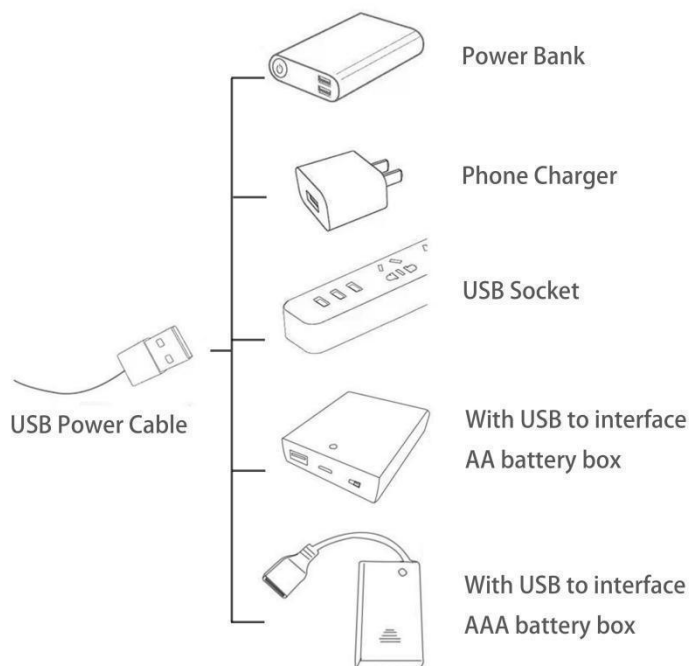 Power Bank
Phone Charger
USB Socket
USB Power Cable
With USB to interface
AA battery box
With USB to interface
AAA battery box